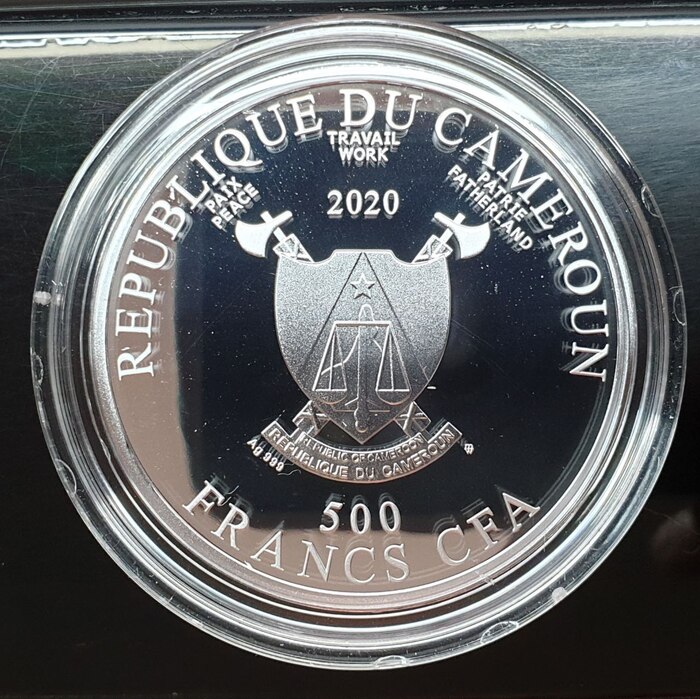 REPUBLIQUE DU CAMEROUN
TRAVAIL
WORK
PAIX
PEACE
PATRIE
FATHERLAND
2020
REPUBLIC OF CAMEROON
REPUBLIQUE DU CAMEROUN
Ag 999
500
FRANCS CFA